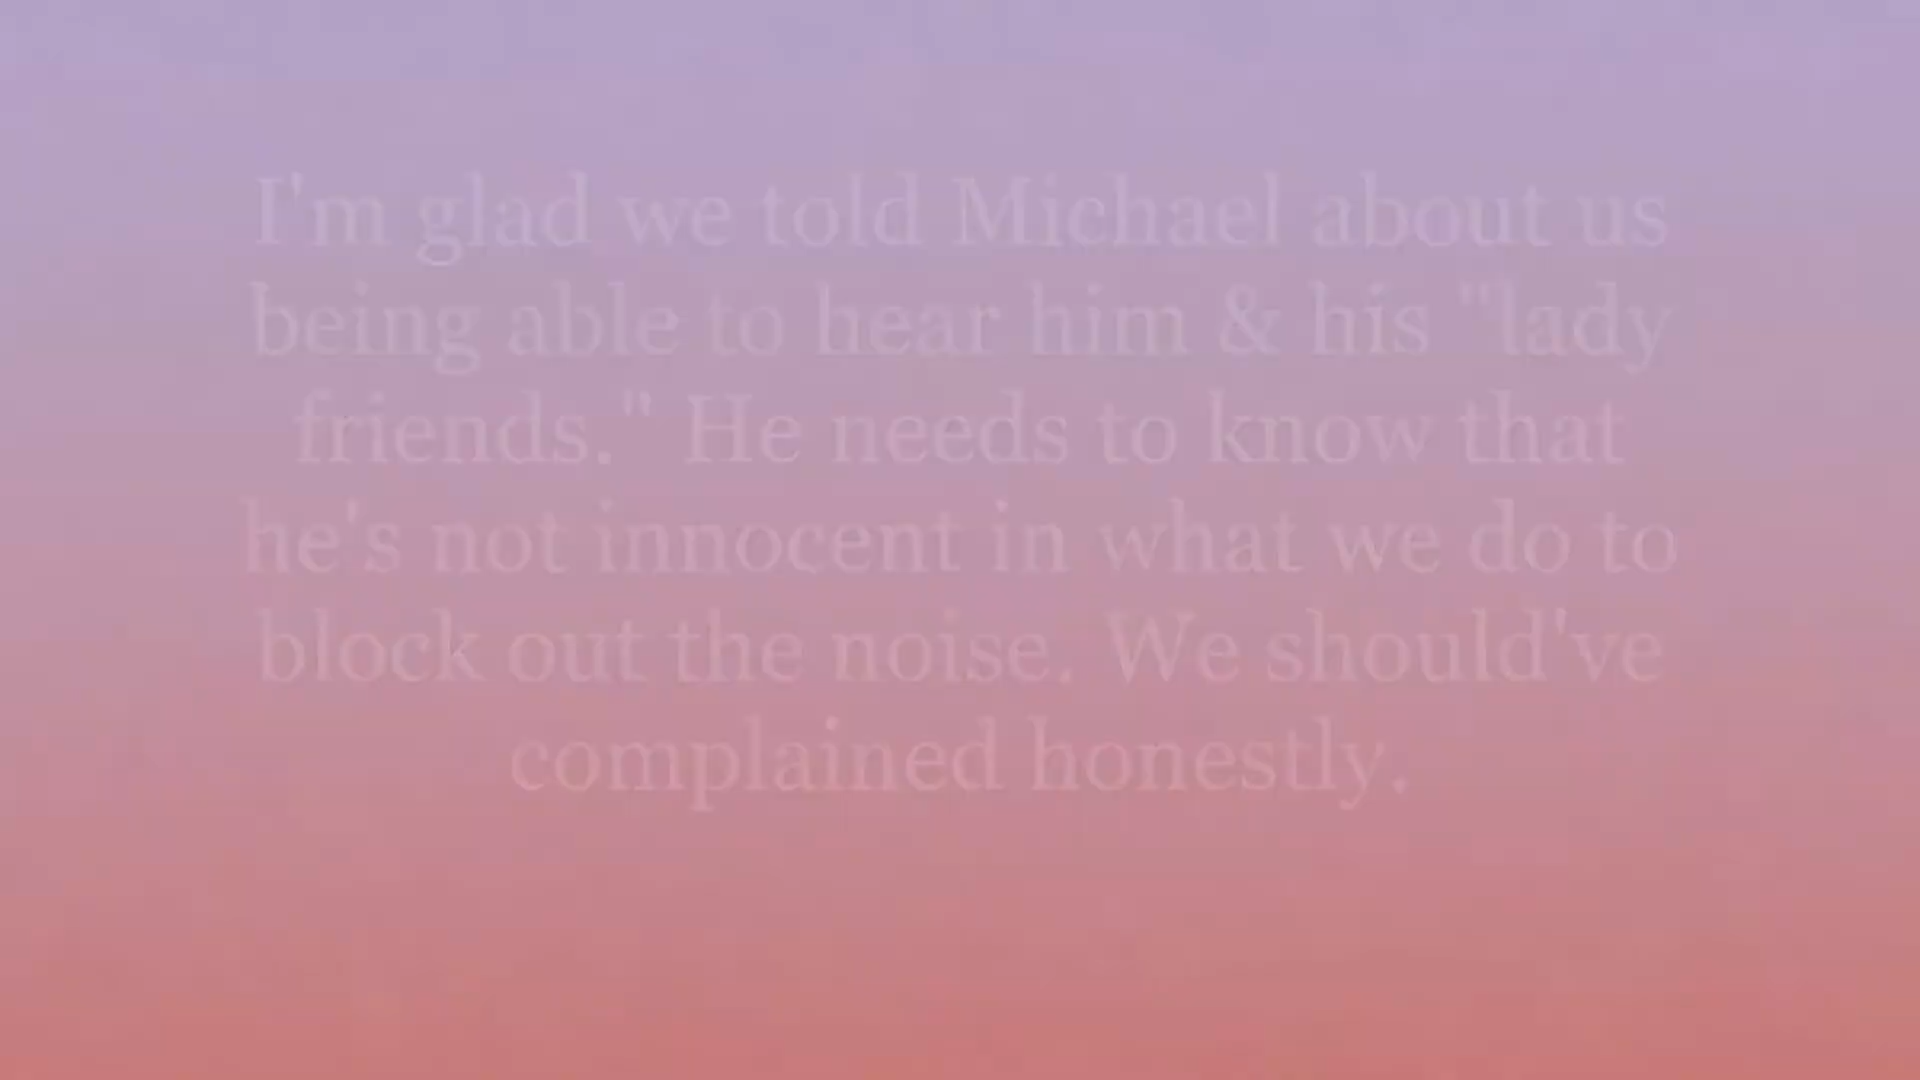 I'm glad we told Michael about us
being able to hear him & his "lady
friends." He needs to know that
he's not innocent in what we do to
block out the noise. We should've
complained honestly.